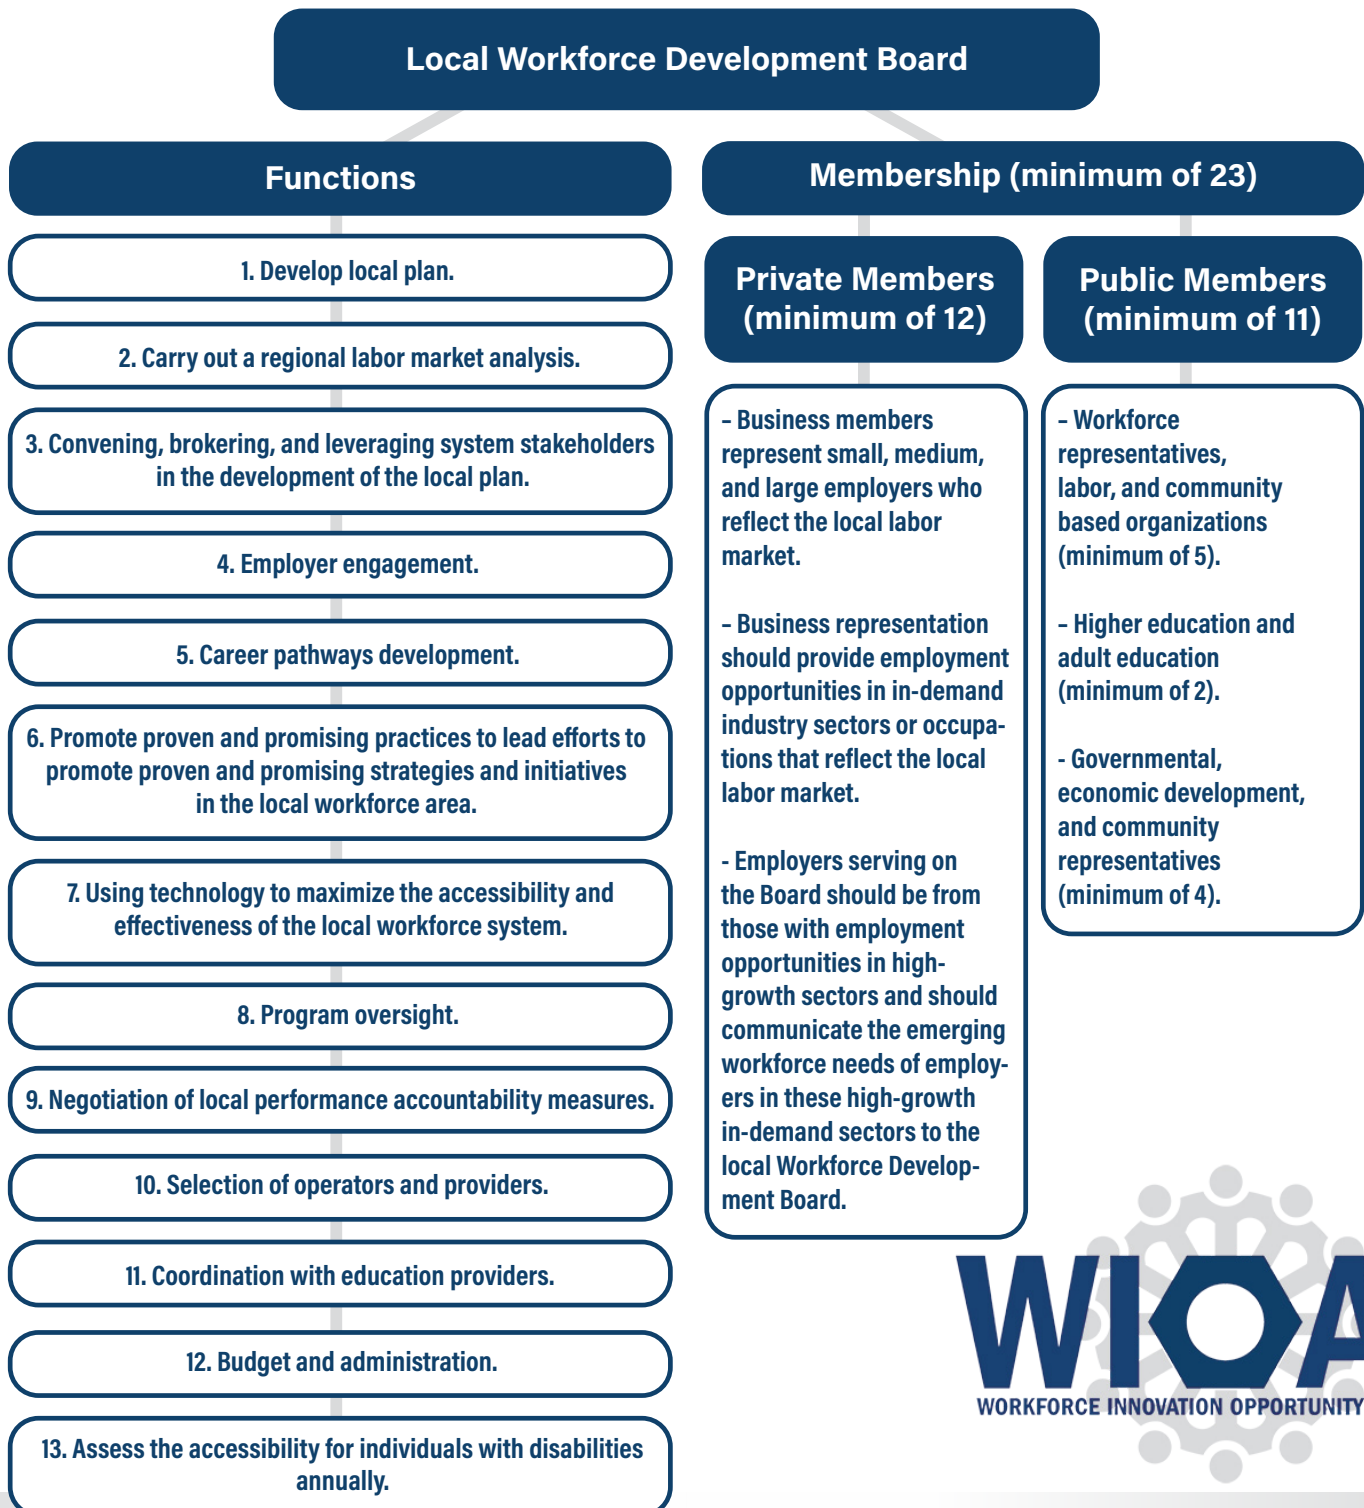 Local Workforce Development Board
Functions
1. Develop local plan.
2. Carry out a regional labor market analysis.
3. Convening, brokering, and leveraging system stakeholders
in the development of the local plan.
4. Employer engagement.
5. Career pathways development.
6. Promote proven and promising practices to lead efforts to
promote proven and promising strategies and initiatives
in the local workforce area.
7. Using technology to maximize the accessibility and
effectiveness of the local workforce system.
8. Program oversight.
9. Negotiation of local performance accountability measures.
10. Selection of operators and providers.
11. Coordination with education providers.
12. Budget and administration.
13. Assess the accessibility for individuals with disabilities
annually.
Membership (minimum of 23)
Private Members
(minimum of 12)
– Business members
represent small, medium,
and large employers who
reflect the local labor
market.
– Business representation
should provide employment
opportunities in in-demand
industry sectors or occupa-
tions that reflect the local
labor market.
- Employers serving on
the Board should be from
those with employment
opportunities in high-
growth sectors and should
communicate the emerging
workforce needs of employ-
ers in these high-growth
in-demand sectors to the
local Workforce Develop-
ment Board.
Public Members
(minimum of 11)
– Workforce
representatives,
labor, and community
based organizations
(minimum of 5).
– Higher education and
adult education
(minimum of 2).
- Governmental,
economic development,
and community
representatives
(minimum of 4).
WIOA
WORKFORCE INNOVATION OPPORTUNITY